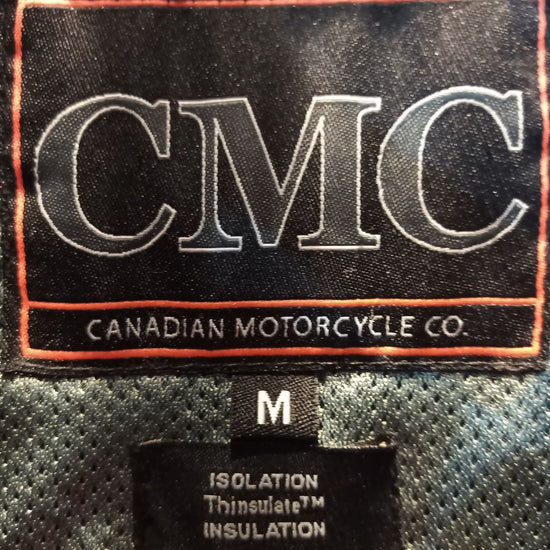 CMC
CANADIAN MOTORCYCLE CO.
M
ISOLATION
Thinsulate™
INSULATION